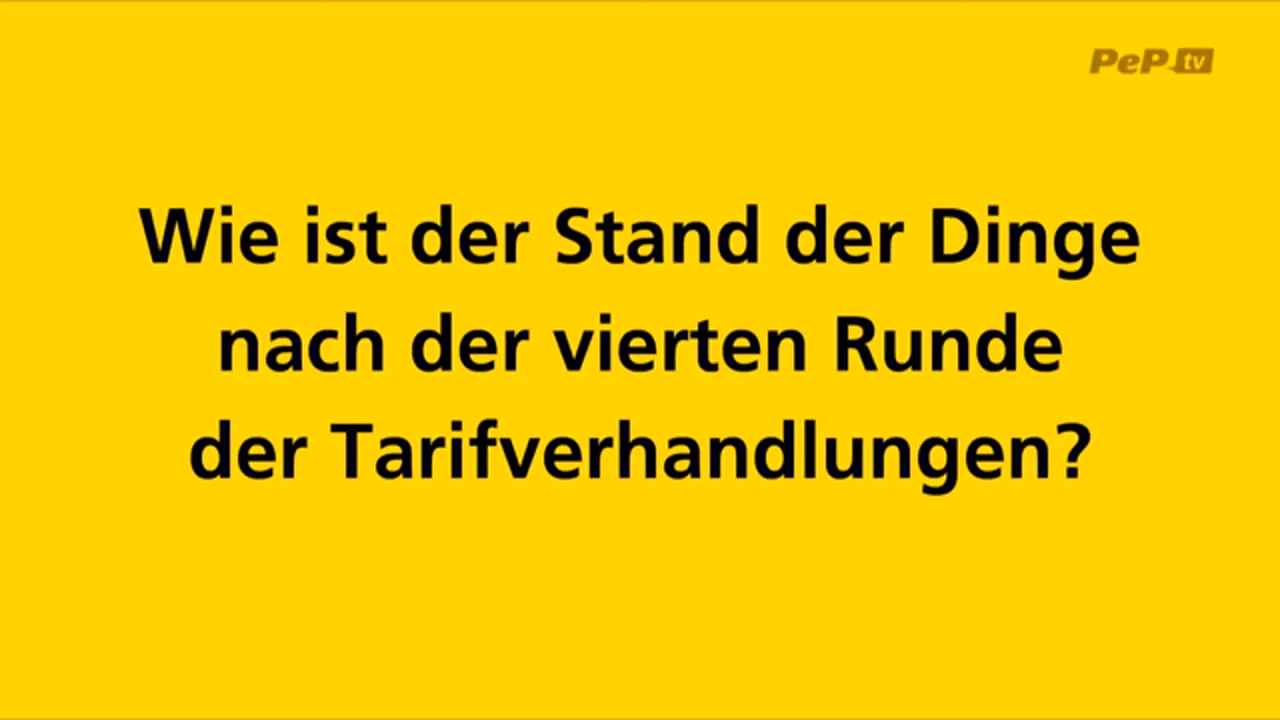 PeP tv
Wie ist der Stand der Dinge
nach der vierten Runde
der Tarifverhandlungen?